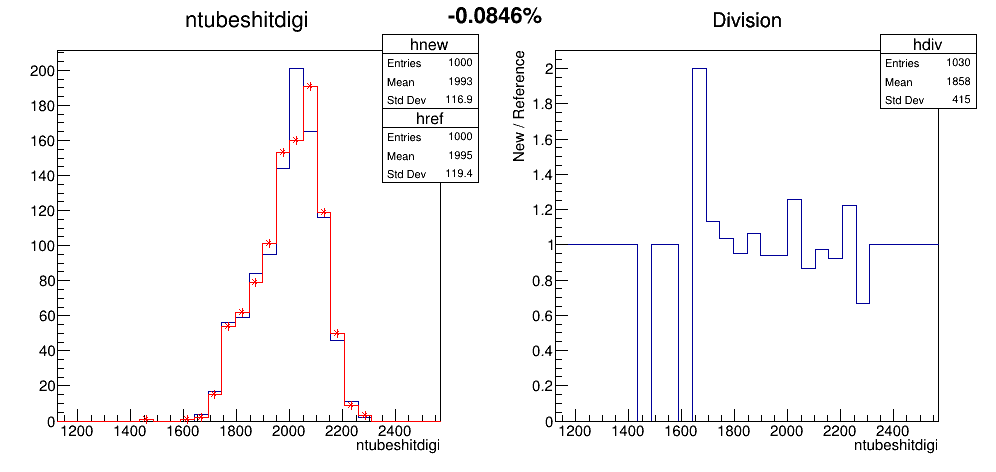 -0.0846%
ntubeshitdigi
hnew
Entries 1000
Mean 1993
Std Dev 116.9
href
Entries 1000
Mean 1995
Std Dev 119.4
200
180
160
140
120
100
80
60
40
20
0
1200 1400 1600 1800 2000 2200 2400
ntubeshitdigi
Division
hdiv
Entries 1030
Mean 1858
Std Dev 415
New / Reference
2
1.8
1.6
1.4
1.2
1
0.8
0.6
0.4
0.2
0
1200 1400 1600 1800 2000 2200 2400
ntubeshitdigi